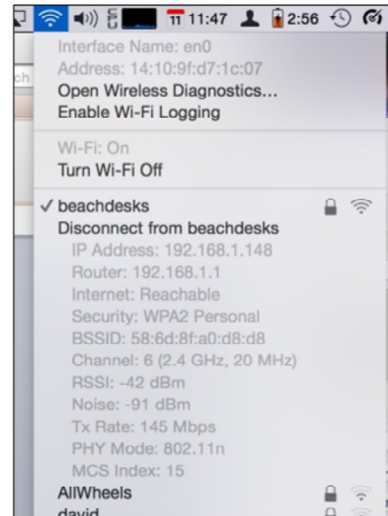 11 11:47 2:56
Interface Name: en0
Address: 14:10:9f:d7:1c:07
ch
Open Wireless Diagnostics...
Enable Wi-Fi Logging
Wi-Fi: On
Turn Wi-Fi Off
✓ beachdesks
Disconnect from beachdesks
IP Address: 192.168.1.148
Router: 192.168.1.1
Internet: Reachable
Security: WPA2 Personal
BSSID: 58:6d:8f:a0:d8:d8
Channel: 6 (2.4 GHz, 20 MHz)
RSSI: -42 dBm
Noise: -91 dBm
Tx Rate: 145 Mbps
PHY Mode: 802.11n
MCS Index: 15
AllWheels
david